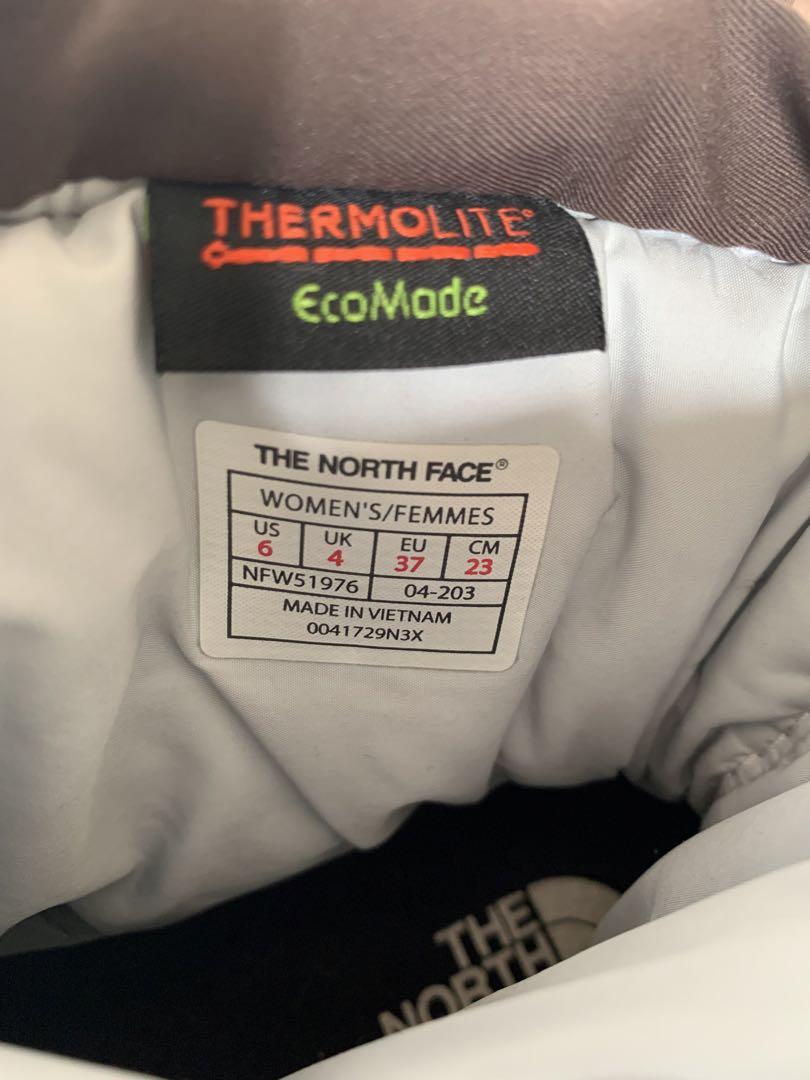 THERMOLITE®
EcoMade
THE NORTH FACE®
WOMEN'S/FEMMES
US UK EU CM
6 4 37 23
NFW51976 04-203
MADE IN VIETNAM
0041729N3X
THE
NORTH